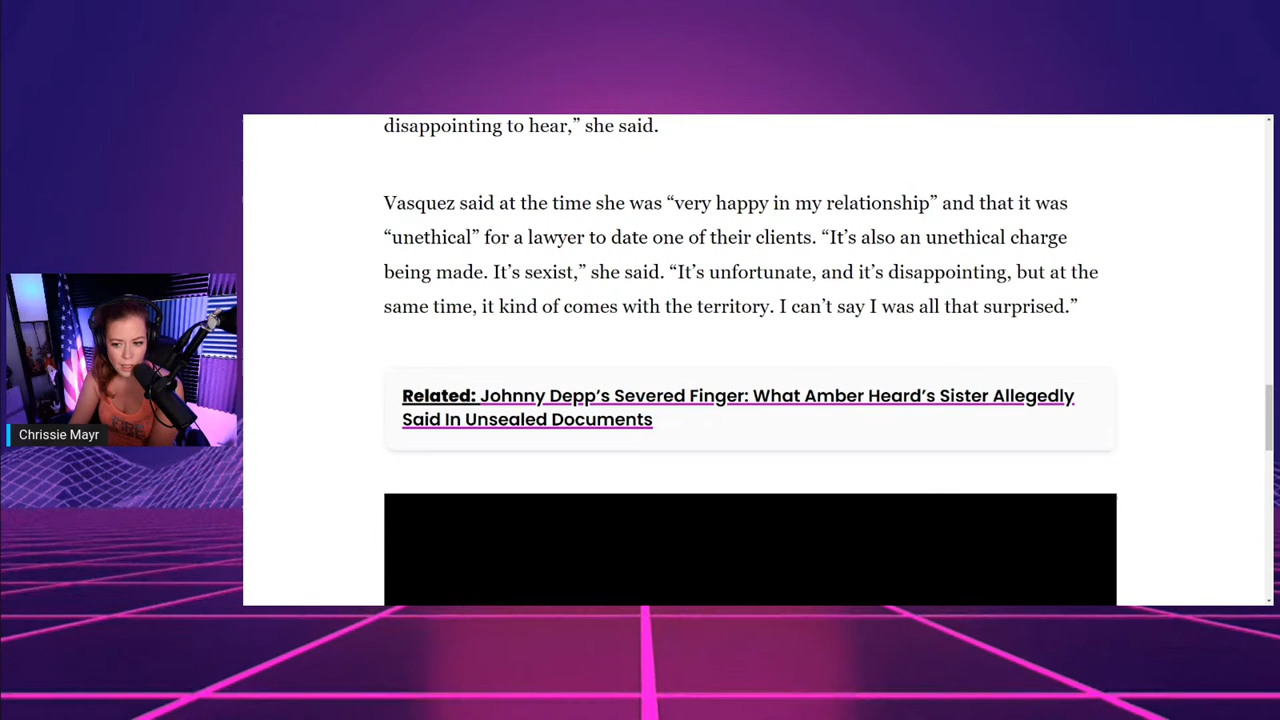 disappointing to hear,” she said.
Vasquez said at the time she was “very happy in my relationship” and that it was
“unethical” for a lawyer to date one of their clients. “It’s also an unethical charge
being made. It’s sexist,” she said. “It’s unfortunate, and it’s disappointing, but at the
same time, it kind of comes with the territory. I can’t say I was all that surprised.”
Related: Johnny Depp’s Severed Finger: What Amber Heard’s Sister Allegedly
Said In Unsealed Documents
FIRE
Chrissie Mayr